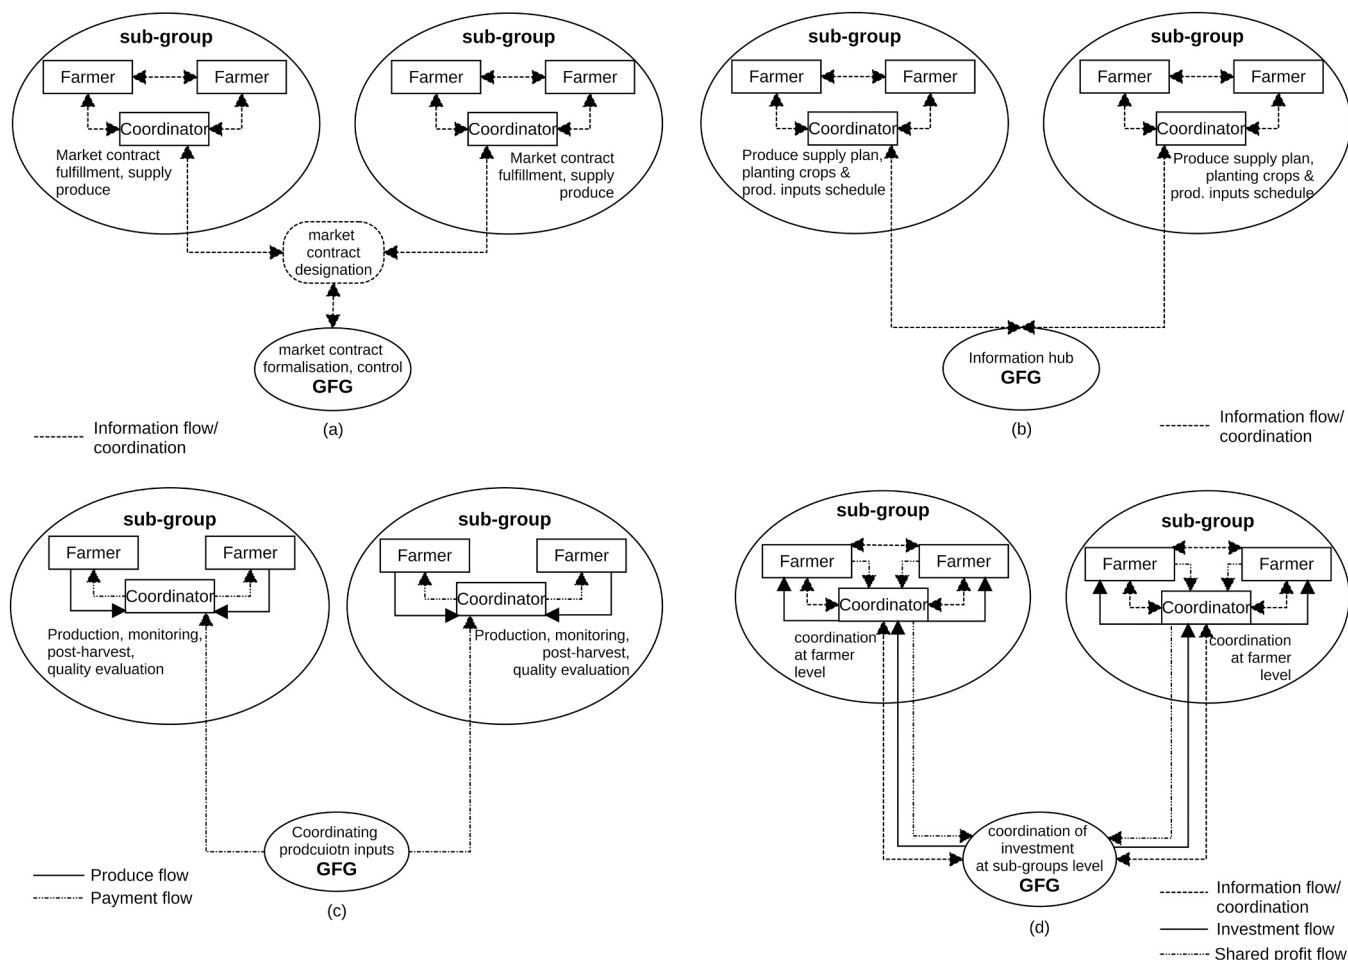 sub-group
Farmer
Farmer
Coordinator
Market contract
fulfillment, supply
produce
sub-group
Farmer
Farmer
Coordinator
Market contract
fulfillment, supply
produce
market
contract
designation
market contract
formalisation, control
GFG
Information flow/
coordination
(a)
sub-group
Farmer
Farmer
Coordinator
Produce supply plan,
planting crops &
prod. inputs schedule
sub-group
Farmer
Farmer
Coordinator
Produce supply plan,
planting crops &
prod. inputs schedule
Information hub
GFG
(b)
Information flow/
coordination
sub-group
Farmer
Farmer
Coordinator
Production, monitoring,
post-harvest,
quality evaluation
sub-group
Farmer
Farmer
Coordinator
Production, monitoring,
post-harvest,
quality evaluation
Coordinating
prodcuiotn inputs
GFG
Produce flow
Payment flow
(c)
sub-group
Farmer
Farmer
Coordinator
coordination
at farmer
level
sub-group
Farmer
Farmer
Coordinator
coordination
at farmer
level
coordination of
investment
at sub-groups level
GFG
(d)
Information flow/
coordination
Investment flow
Shared profit flow